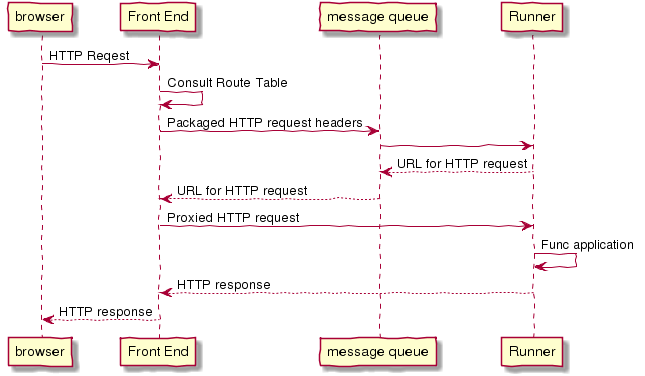 browser
Front End
message queue
Runner
HTTP Reqest
Consult Route Table
Packaged HTTP request headers
URL for HTTP request
URL for HTTP request
Proxied HTTP request
Func application
HTTP response
HTTP response
browser
Front End
message queue
Runner